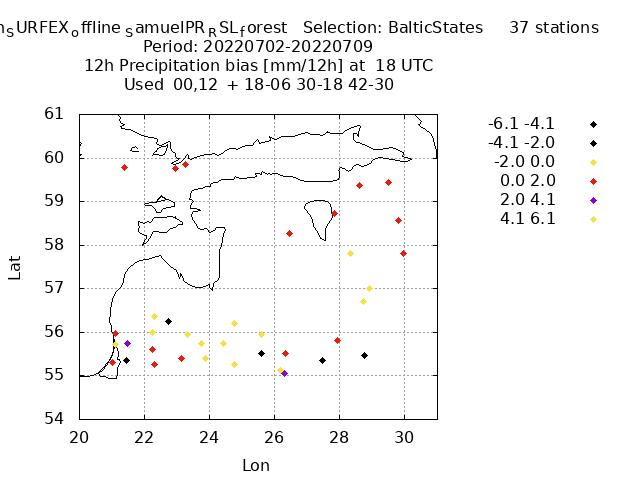 SURFEXoffline SamuelPRRSLforest Selection: BalticStates 37 stations
Period: 20220702-20220709
12h Precipitation bias [mm/12h] at 18 UTC
Used 00,12 + 18-06 30-18 42-30
-6.1 -4.1
-4.1 -2.0
-2.0 0.0
0.0 2.0
2.0 4.1
4.1 6.1
61
60
59
58
57
56
55
54
Lat
20 22 24 26 28 30
Lon